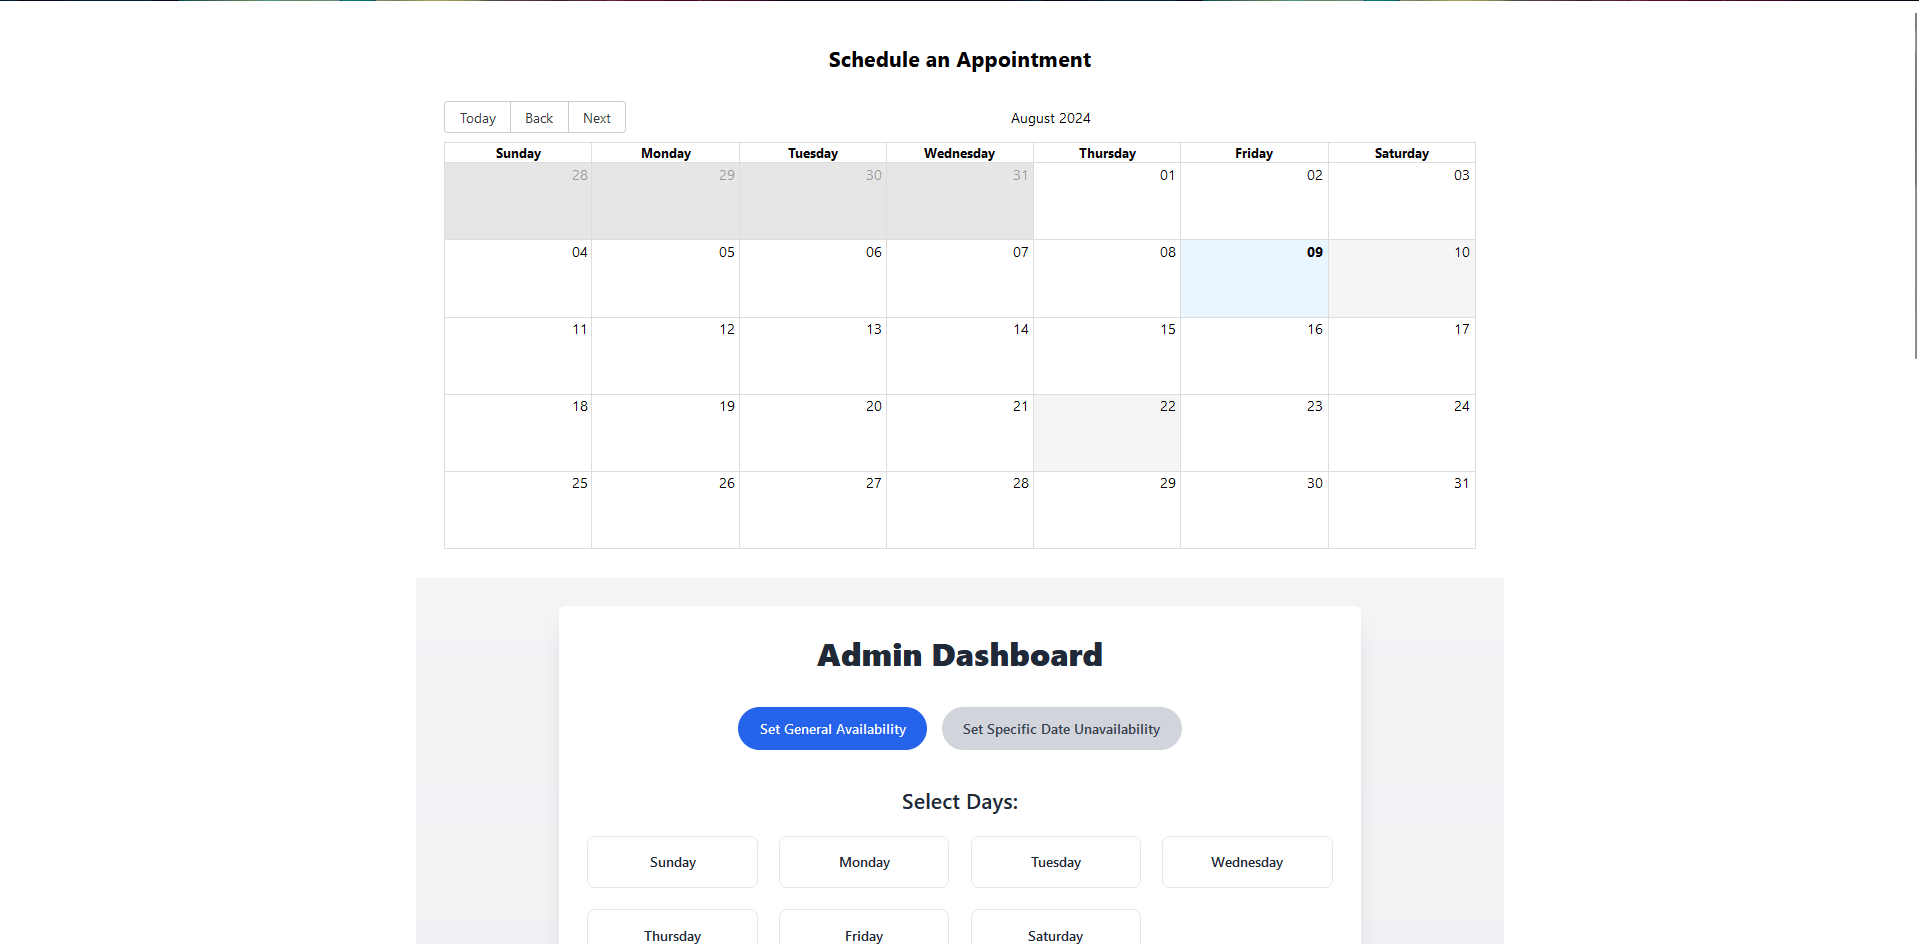 Schedule an Appointment
Today Back Next August 2024
Sunday Monday Tuesday Wednesday Thursday Friday Saturday
28 29 30 31 01 02 03
04 05 06 07 08 09 10
11 12 13 14 15 16 17
18 19 20 21 22 23 24
25 26 27 28 29 30 31
Admin Dashboard
Set General Availability Set Specific Date Unavailability
Select Days:
Sunday Monday Tuesday Wednesday
Thursday Friday Saturday